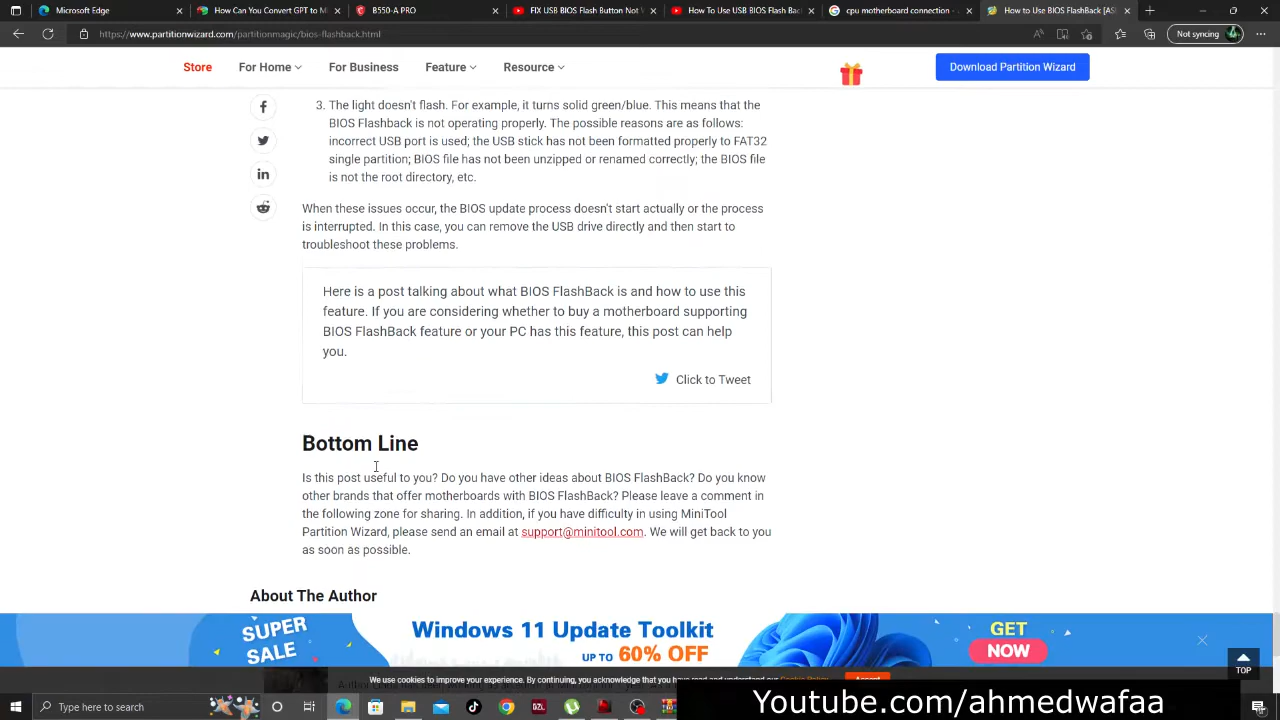 Microsoft Edge
How Can You Convert GPT to M
B550-A PRO
FIX USB BIOS Flash Button Not W
How To Use USB BIOS Flash Bac
cpu motherboard connection -
How to Use BIOS FlashBack [AS
https://www.partitionwizard.com/partitionmagic/bios-flashback.html
Not syncing
Store
For Home
For Business
Feature
Resource
Download Partition Wizard
3. The light doesn't flash. For example, it turns solid green/blue. This means that the
BIOS Flashback is not operating properly. The possible reasons are as follows:
incorrect USB port is used; the USB stick has not been formatted properly to FAT32
single partition; BIOS file has not been unzipped or renamed correctly; the BIOS file
is not the root directory, etc.
When these issues occur, the BIOS update process doesn't start actually or the process
is interrupted. In this case, you can remove the USB drive directly and then start to
troubleshoot these problems.
Here is a post talking about what BIOS FlashBack is and how to use this
feature. If you are considering whether to buy a motherboard supporting
BIOS FlashBack feature or your PC has this feature, this post can help
you.
Click to Tweet
Bottom Line
Is this post useful to you? Do you have other ideas about BIOS FlashBack? Do you know
other brands that offer motherboards with BIOS FlashBack? Please leave a comment in
the following zone for sharing. In addition, if you have difficulty in using MiniTool
Partition Wizard, please send an email at support@minitool.com. We will get back to you
as soon as possible.
About The Author
SUPER
SALE
Windows 11 Update Toolkit
UP TO 60% OFF
GET
NOW
TOP
We use cookies to improve your experience. By continuing, you acknowledge that you have read and understand our Cookie Policy
Accept
Type here to search
DZL
Youtube.com/ahmedwafaa